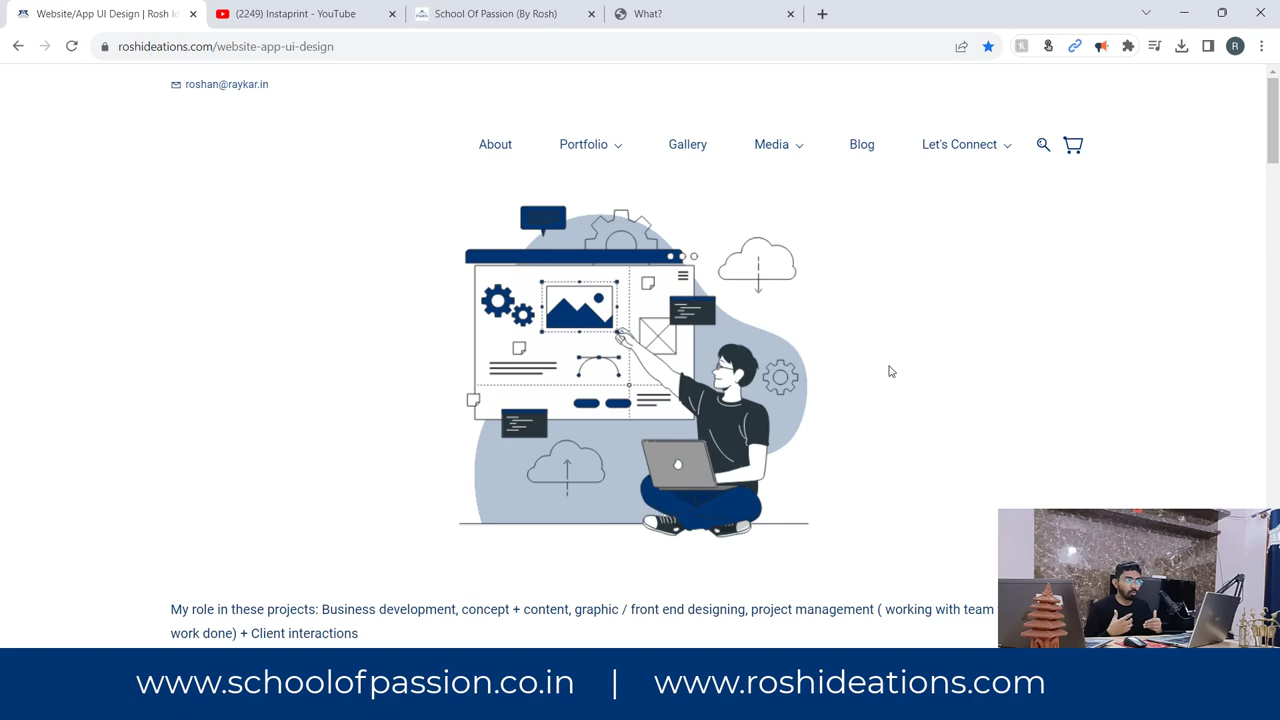 Website/App UI Design | Rosh Id
(2249) Instaprint - YouTube
School Of Passion (By Rosh)
What?
roshideations.com/website-app-ui-design
R
roshan@raykar.in
About
Portfolio
Gallery
Media
Blog
Let's Connect
My role in these projects: Business development, concept + content, graphic / front end designing, project management ( working with team
work done) + Client interactions
www.schoolofpassion.co.in | www.roshideations.com